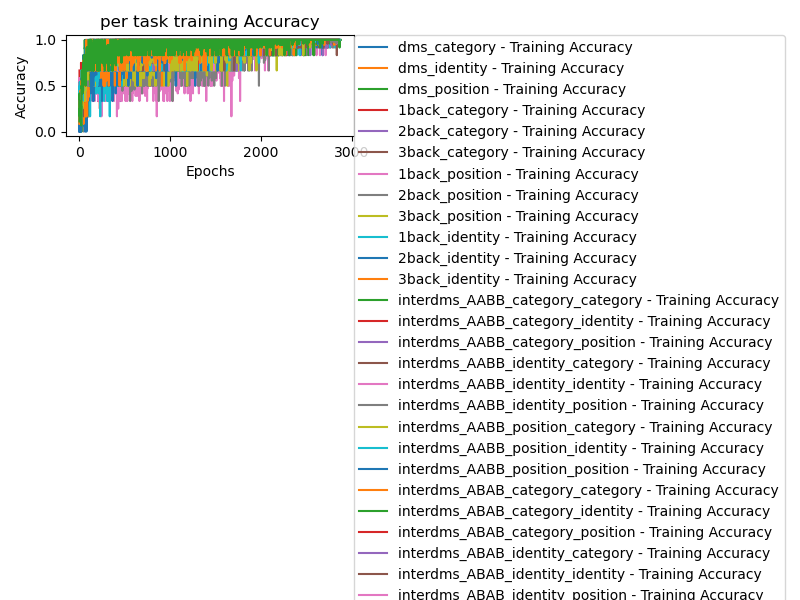 per task training Accuracy
1.0
0.5
0.0
Accuracy
0
1000
2000
3000
Epochs
dms_category - Training Accuracy
dms_identity - Training Accuracy
dms_position - Training Accuracy
1back_category - Training Accuracy
2back_category - Training Accuracy
3back_category - Training Accuracy
1back_position - Training Accuracy
2back_position - Training Accuracy
3back_position - Training Accuracy
1back_identity - Training Accuracy
2back_identity - Training Accuracy
3back_identity - Training Accuracy
interdms_AABB_category_category - Training Accuracy
interdms_AABB_category_identity - Training Accuracy
interdms_AABB_category_position - Training Accuracy
interdms_AABB_identity_category - Training Accuracy
interdms_AABB_identity_identity - Training Accuracy
interdms_AABB_identity_position - Training Accuracy
interdms_AABB_position_category - Training Accuracy
interdms_AABB_position_identity - Training Accuracy
interdms_AABB_position_position - Training Accuracy
interdms_ABAB_category_category - Training Accuracy
interdms_ABAB_category_identity - Training Accuracy
interdms_ABAB_category_position - Training Accuracy
interdms_ABAB_identity_category - Training Accuracy
interdms_ABAB_identity_identity - Training Accuracy
interdms_ABAB_identity_position - Training Accuracy